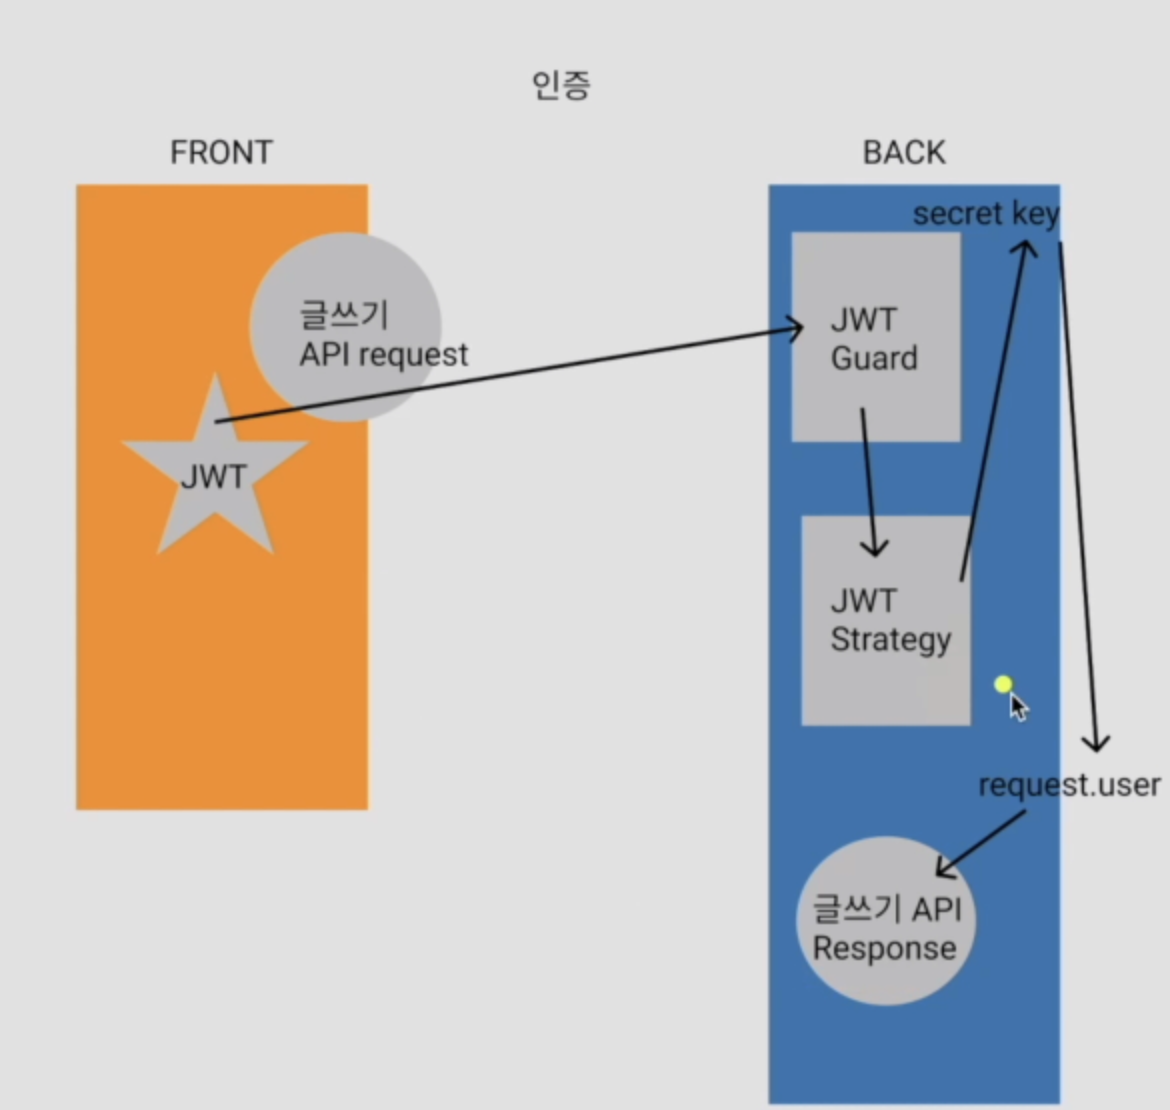 인증
FRONT
BACK
secret key
글쓰기
API request
JWT
Guard
JWT
JWT
Strategy
request.user
글쓰기 API
Response